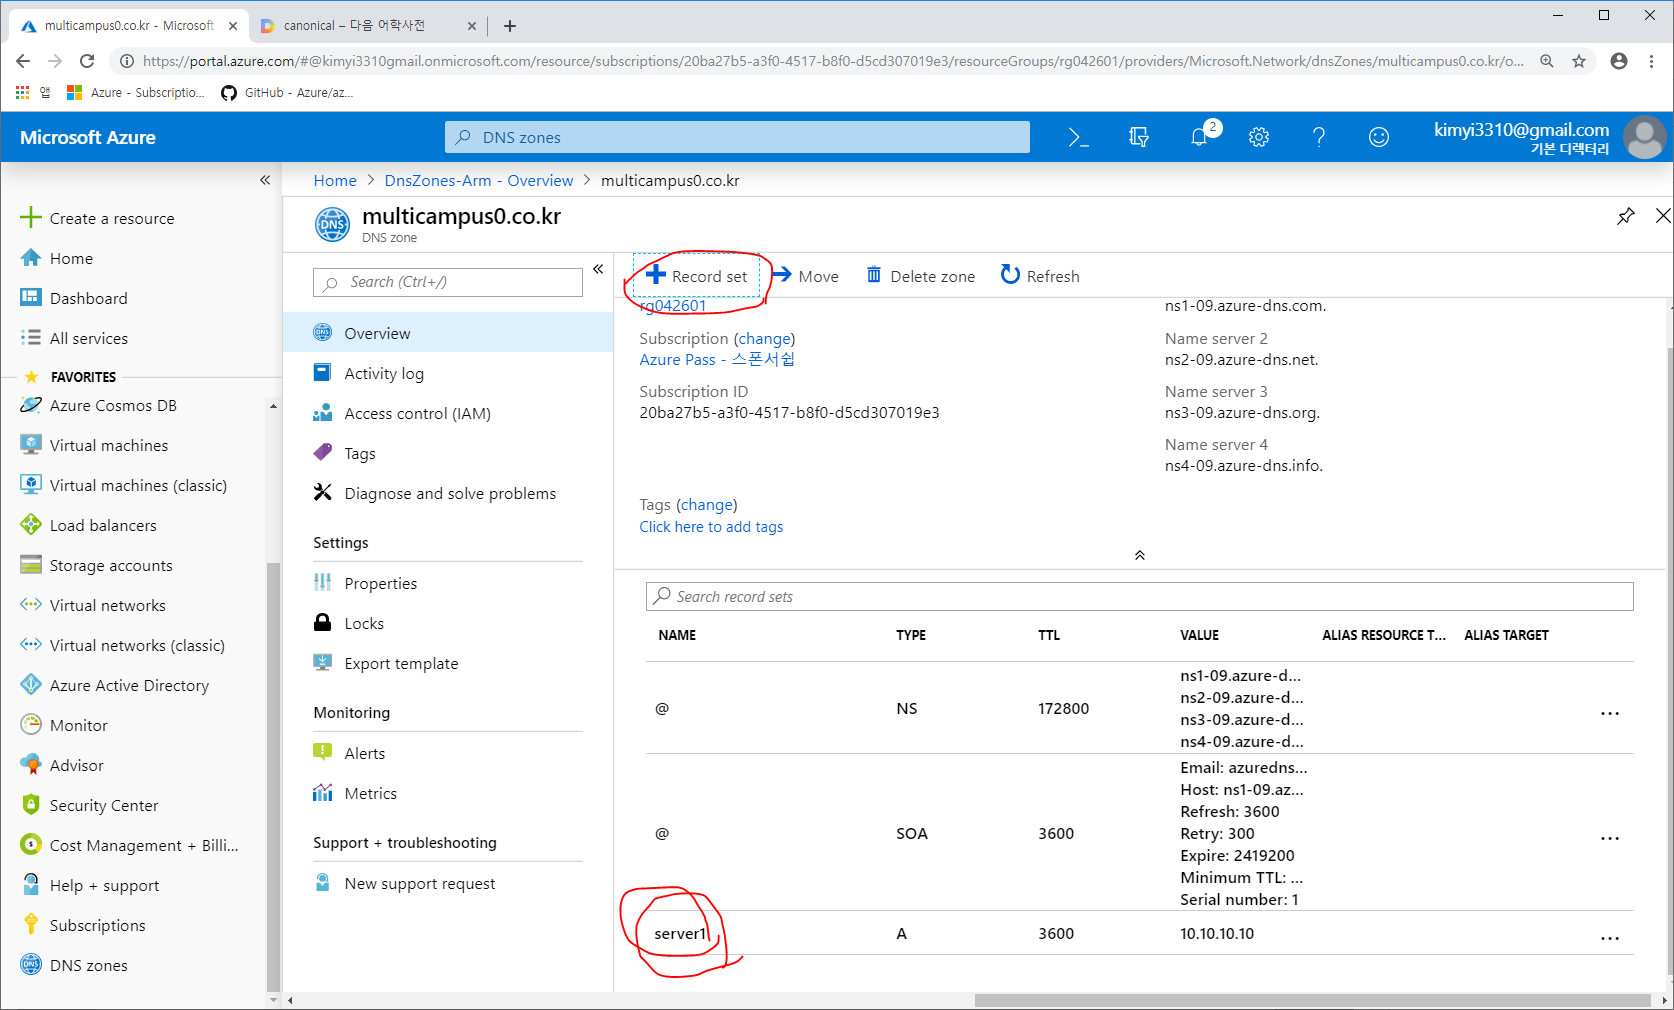 multicampus0.co.kr - Microsoft
canonical – 다음 어학사전
https://portal.azure.com/#@kimyi3310gmail.onmicrosoft.com/resource/subscriptions/20ba27b5-a3f0-4517-b8f0-d5cd307019e3/resourceGroups/rg042601/providers/Microsoft.Network/dnsZones/multicampus0.co.kr/o...
앱
Azure - Subscriptio...
GitHub - Azure/az...
Microsoft Azure
DNS zones
2
kimyi3310@gmail.com
기본 디렉터리
Create a resource
Home
Dashboard
All services
FAVORITES
Azure Cosmos DB
Virtual machines
Virtual machines (classic)
Load balancers
Storage accounts
Virtual networks
Virtual networks (classic)
Azure Active Directory
Monitor
Advisor
Security Center
Cost Management + Billi...
Help + support
Subscriptions
DNS zones
Home > DnsZones-Arm - Overview > multicampus0.co.kr
DNS
multicampus0.co.kr
DNS zone
Search (Ctrl+/)
Overview
Activity log
Access control (IAM)
Tags
Diagnose and solve problems
Settings
Properties
Locks
Export template
Monitoring
Alerts
Metrics
Support + troubleshooting
New support request
Record set
Move
Delete zone
Refresh
rg042601
Subscription (change)
Azure Pass - 스폰서쉽
Subscription ID
20ba27b5-a3f0-4517-b8f0-d5cd307019e3
ns1-09.azure-dns.com.
Name server 2
ns2-09.azure-dns.net.
Name server 3
ns3-09.azure-dns.org.
Name server 4
ns4-09.azure-dns.info.
Tags (change)
Click here to add tags
Search record sets
NAME TYPE TTL VALUE ALIAS RESOURCE T... ALIAS TARGET
@ NS 172800
ns1-09.azure-d...
ns2-09.azure-d...
ns3-09.azure-d...
ns4-09.azure-d...
...
@ SOA 3600
Email: azuredns...
Host: ns1-09.az...
Refresh: 3600
Retry: 300
Expire: 2419200
Minimum TTL: ...
Serial number: 1
...
server1 A 3600 10.10.10.10 ...